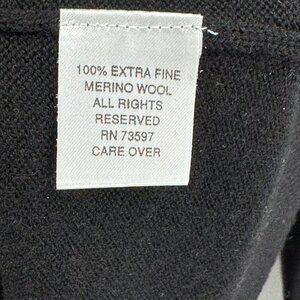 100% EXTRA FINE
MERINO WOOL
ALL RIGHTS
RESERVED
RN 73597
CARE OVER